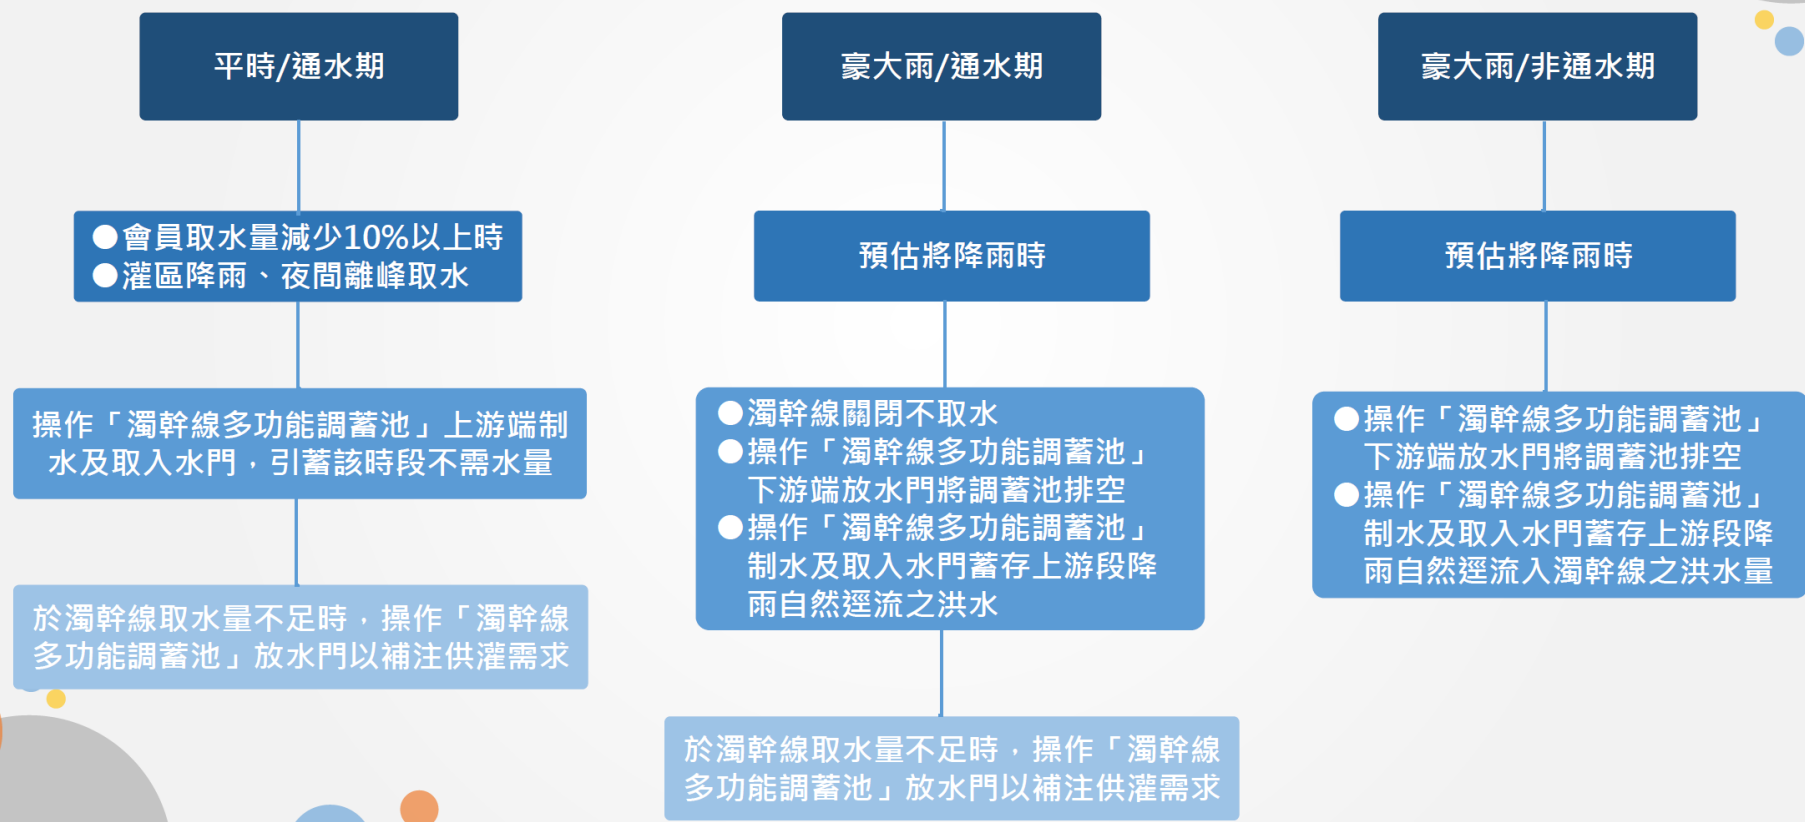 平時/通水期
●會員取水量減少10%以上時
●灌區降雨、夜間離峰取水
操作「濁幹線多功能調蓄池」上游端制
水及取入水門，引蓄該時段不需水量
於濁幹線取水量不足時，操作「濁幹線
多功能調蓄池」放水門以補注供灌需求
豪大雨/通水期
預估將降雨時
●濁幹線關閉不取水
●操作「濁幹線多功能調蓄池」
下游端放水門將調蓄池排空
●操作「濁幹線多功能調蓄池」
制水及取入水門蓄存上游段降
雨自然逕流之洪水
於濁幹線取水量不足時，操作「濁幹線
多功能調蓄池」放水門以補注供灌需求
豪大雨/非通水期
預估將降雨時
●操作「濁幹線多功能調蓄池」
下游端放水門將調蓄池排空
●操作「濁幹線多功能調蓄池」
制水及取入水門蓄存上游段降
雨自然逕流入濁幹線之洪水量